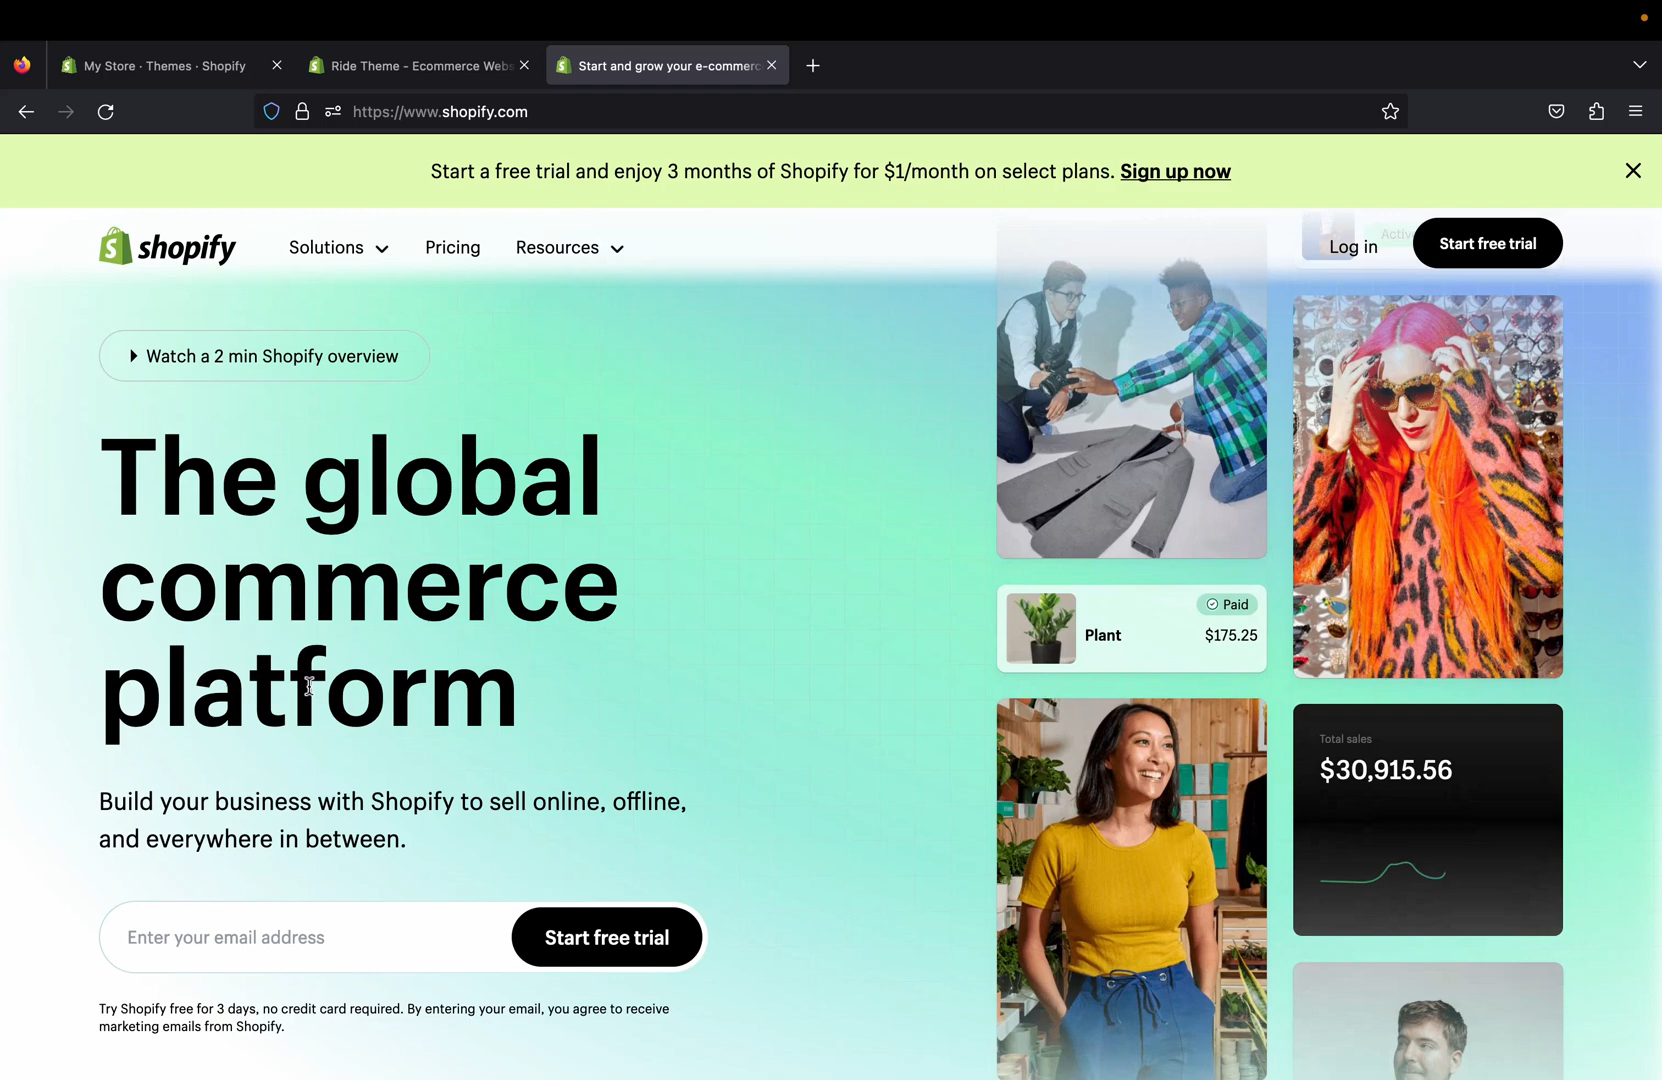 My Store · Themes · Shopify
Ride Theme - Ecommerce Webs
Start and grow your e-commerc
https://www.shopify.com
Start a free trial and enjoy 3 months of Shopify for $1/month on select plans. Sign up now
shopify
Solutions
Pricing
Resources
Log in
Start free trial
Watch a 2 min Shopify overview
The global
commerce
platform
Build your business with Shopify to sell online, offline,
and everywhere in between.
Enter your email address
Start free trial
Try Shopify free for 3 days, no credit card required. By entering your email, you agree to receive
marketing emails from Shopify.
Paid
Plant
$175.25
Total sales
$30,915.56